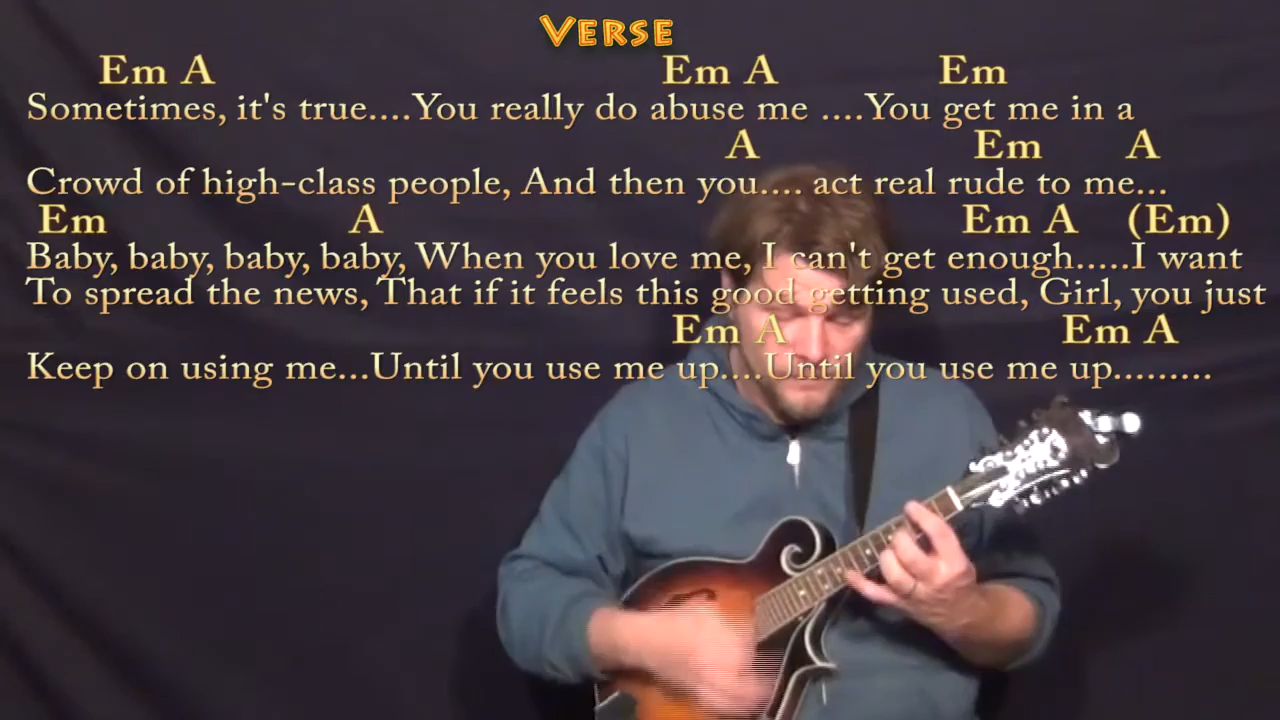 VERSE
Em A Em A Em
Sometimes, it's true....You really do abuse me ....You get me in a
A Em A
Crowd of high-class people, And then you.... act real rude to me...
Em A Em A (Em)
Baby, baby, baby, baby, When you love me, I can't get enough.....I want
To spread the news, That if it feels this good getting used, Girl, you just
Em A Em A
Keep on using me...Until you use me up....Until you use me up.........